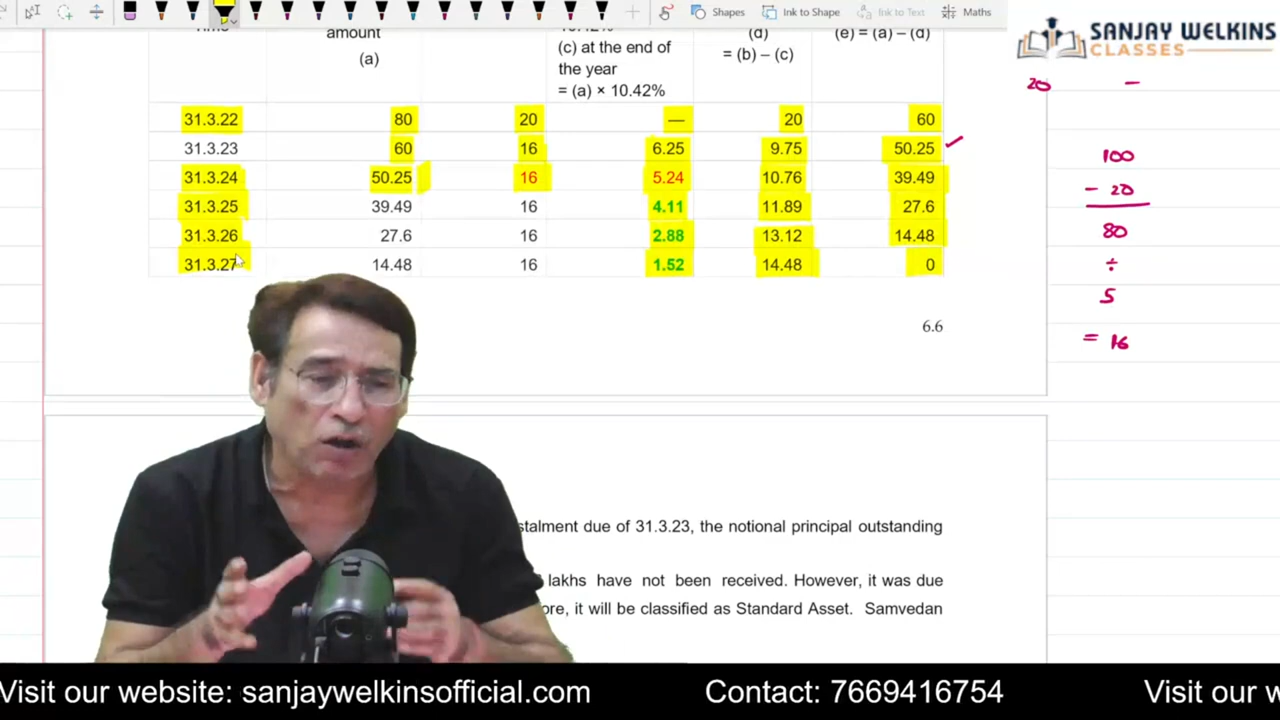 Shapes Ink to Shape Ink to Text Maths
SANJAY WELKINS
CLASSES
amount
(a)
(c) at the end of
the year
= (a) × 10.42%
(d)
= (b) – (c)
(e) = (a) – (d)
31.3.22 80 20 — 20 60
31.3.23 60 16 6.25 9.75 50.25
31.3.24 50.25 16 5.24 10.76 39.49
31.3.25 39.49 16 4.11 11.89 27.6
31.3.26 27.6 16 2.88 13.12 14.48
31.3.27 14.48 16 1.52 14.48 0
6.6
20 –
100
– 20
80
÷
5
= 16
stalment due of 31.3.23, the notional principal outstanding
lakhs have not been received. However, it was due
ore, it will be classified as Standard Asset. Samvedan
Visit our website: sanjaywelkinsofficial.com Contact: 7669416754 Visit our w